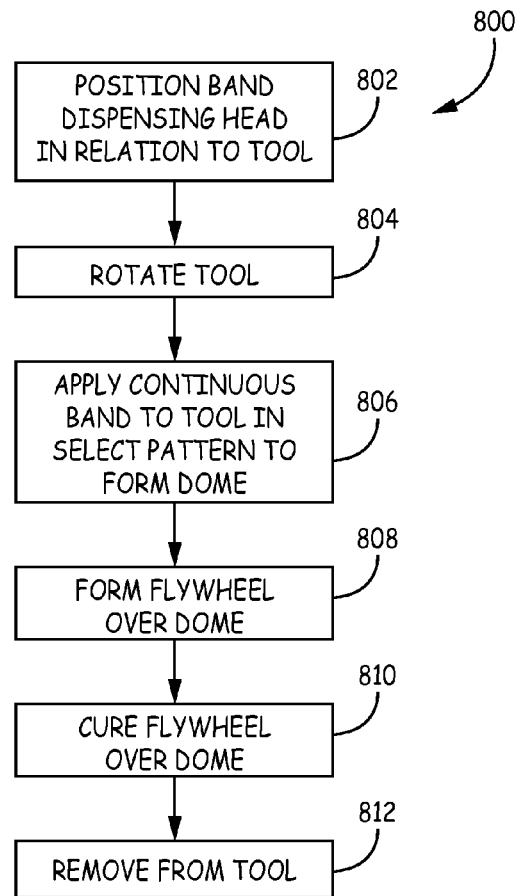 800
POSITION BAND
DISPENSING HEAD
IN RELATION TO TOOL
802
ROTATE TOOL
804
APPLY CONTINUOUS
BAND TO TOOL IN
SELECT PATTERN TO
FORM DOME
806
FORM FLYWHEEL
OVER DOME
808
CURE FLYWHEEL
OVER DOME
810
REMOVE FROM TOOL
812